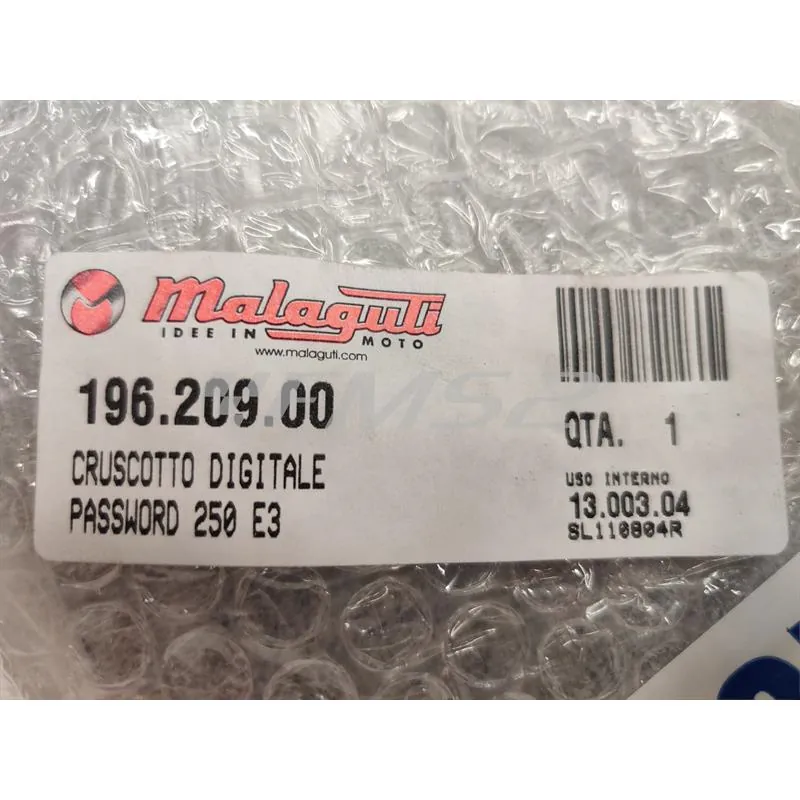 Malaguti
IDEE IN MOTO
www.malaguti.com
196.209.00
CRUSCOTTO DIGITALE
PASSWORD 250 E3
QTA. 1
USO INTERNO
13.003.04
SL110804R